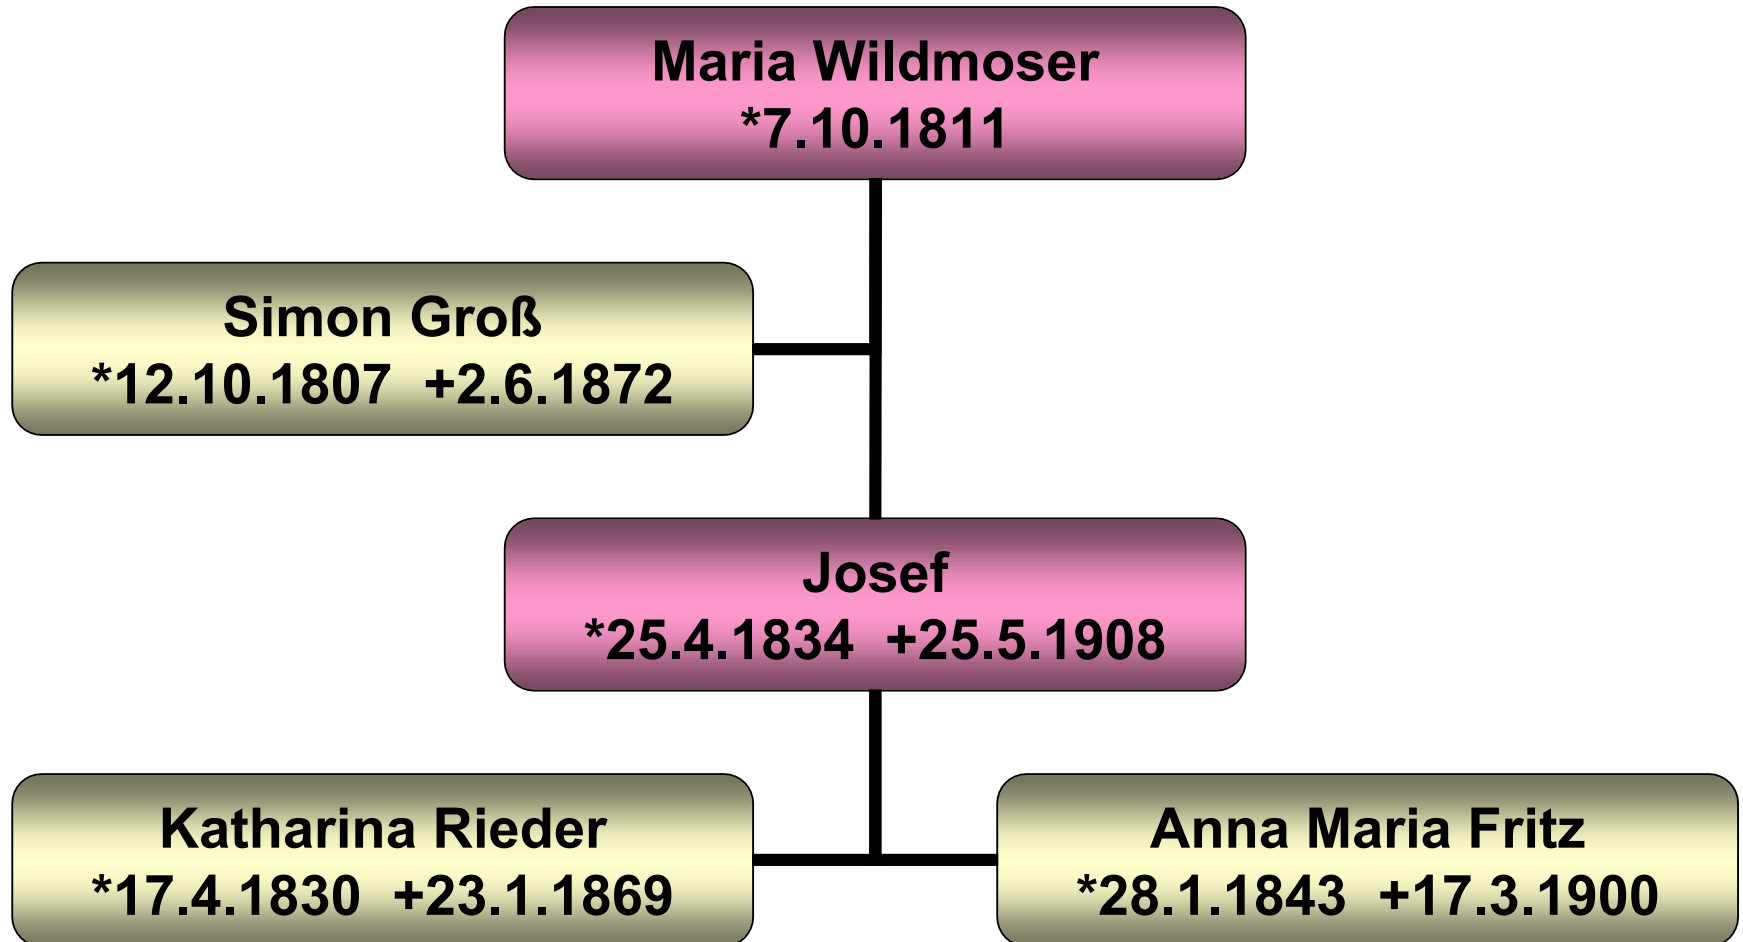 Maria Wildmoser
*7.10.1811
Simon Groß
*12.10.1807 +2.6.1872
Josef
*25.4.1834 +25.5.1908
Katharina Rieder
*17.4.1830 +23.1.1869
Anna Maria Fritz
*28.1.1843 +17.3.1900